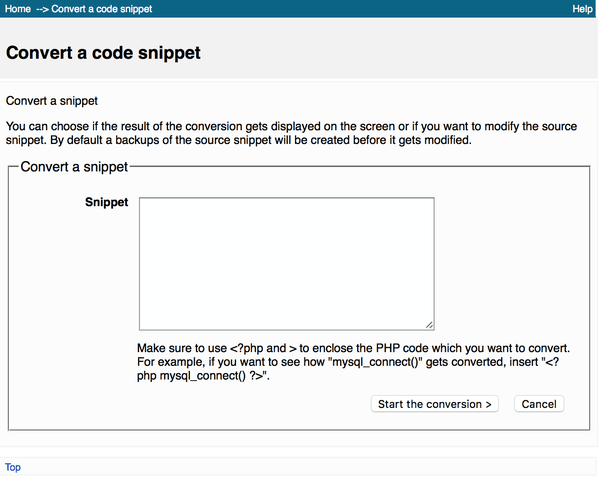 Home --> Convert a code snippet Help
Convert a code snippet
Convert a snippet
You can choose if the result of the conversion gets displayed on the screen or if you want to modify the source
snippet. By default a backups of the source snippet will be created before it gets modified.
Convert a snippet
Snippet
Make sure to use <?php and > to enclose the PHP code which you want to convert.
For example, if you want to see how "mysql_connect()" gets converted, insert "<?
php mysql_connect() ?>".
Start the conversion > Cancel
Top